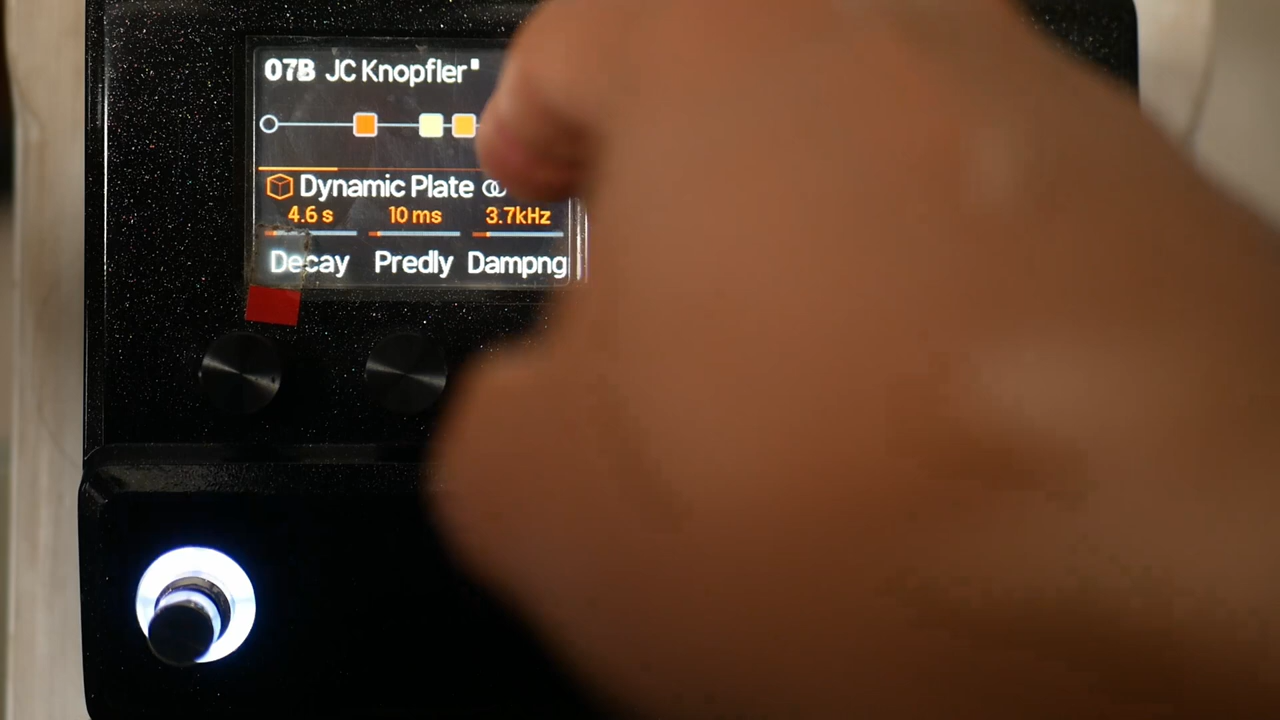 07B JC Knopfler
Dynamic Plate
4.6 s 10 ms 3.7kHz
Decay Predly Dampng